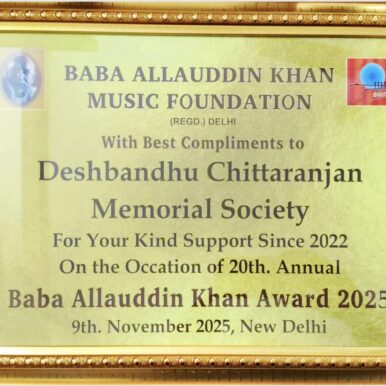 BABA ALLAUDDIN KHAN
MUSIC FOUNDATION
(REGD.) DELHI
With Best Compliments to
Deshbandhu Chittaranjan
Memorial Society
For Your Kind Support Since 2022
On the Occation of 20th. Annual
Baba Allauddin Khan Award 2025
9th. November 2025, New Delhi